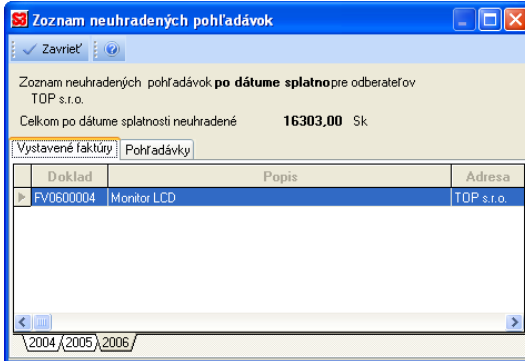 Zoznam neuhradených pohľadávok
Zavrieť
Zoznam neuhradených pohľadávok po dátume splatno pre odberateľov
TOP s.r.o.
Celkom po dátume splatnosti neuhradené 16303,00 Sk
Vystavené faktúry Pohľadávky
Doklad Popis Adresa
FV0600004 Monitor LCD TOP s.r.o.
2004 2005 2006